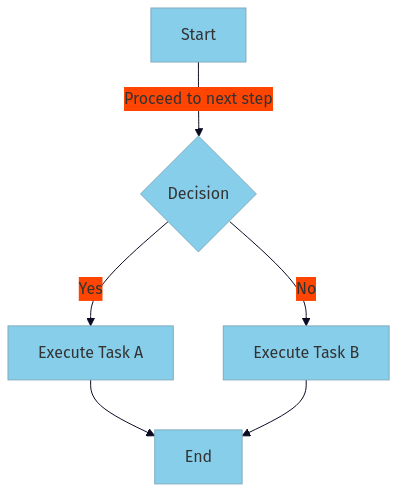 Start
Proceed to next step
Decision
Yes
No
Execute Task A
Execute Task B
End